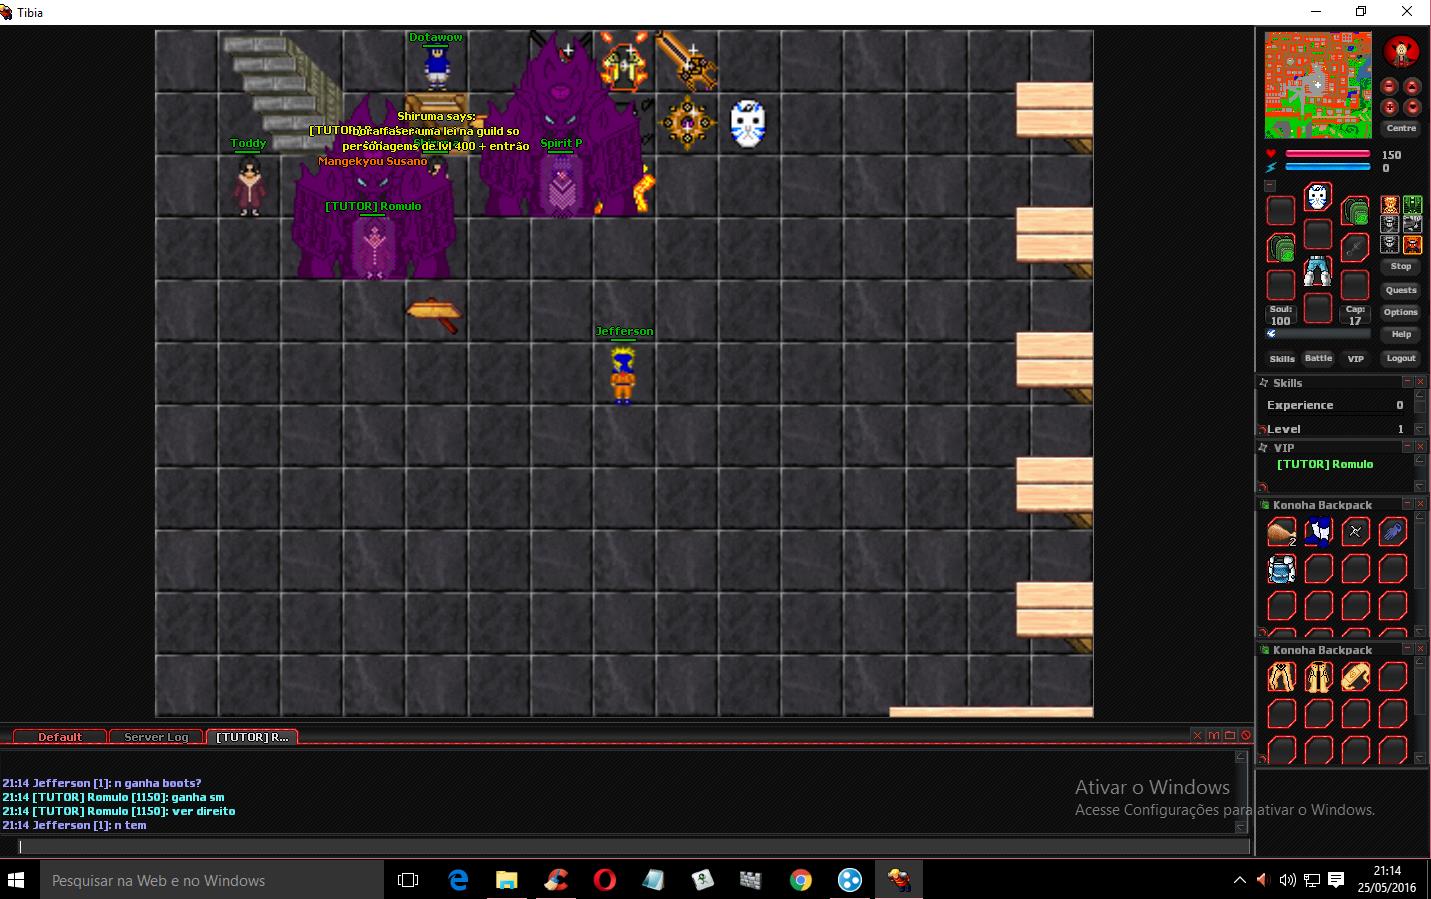 Tibia
Dotawow
Shiruma says:
bora faser uma lei na guild so
personagems de lvl 400 + entrão
Toddy
Spirit P
Mangekyou Susano
[TUTOR] Romulo
Jefferson
Centre
150
0
Stop
Quests
Soul:
100
Cap:
17
Options
Help
Skills
Battle
VIP
Logout
Skills
Experience 0
Level 1
VIP
[TUTOR] Romulo
Konoha Backpack
2
Konoha Backpack
Default
Server Log
[TUTOR] R...
21:14 Jefferson [1]: n ganha boots?
21:14 [TUTOR] Romulo [1150]: ganha sm
21:14 [TUTOR] Romulo [1150]: ver direito
21:14 Jefferson [1]: n tem
Ativar o Windows
Acesse Configurações para ativar o Windows.
Pesquisar na Web e no Windows
21:14
25/05/2016